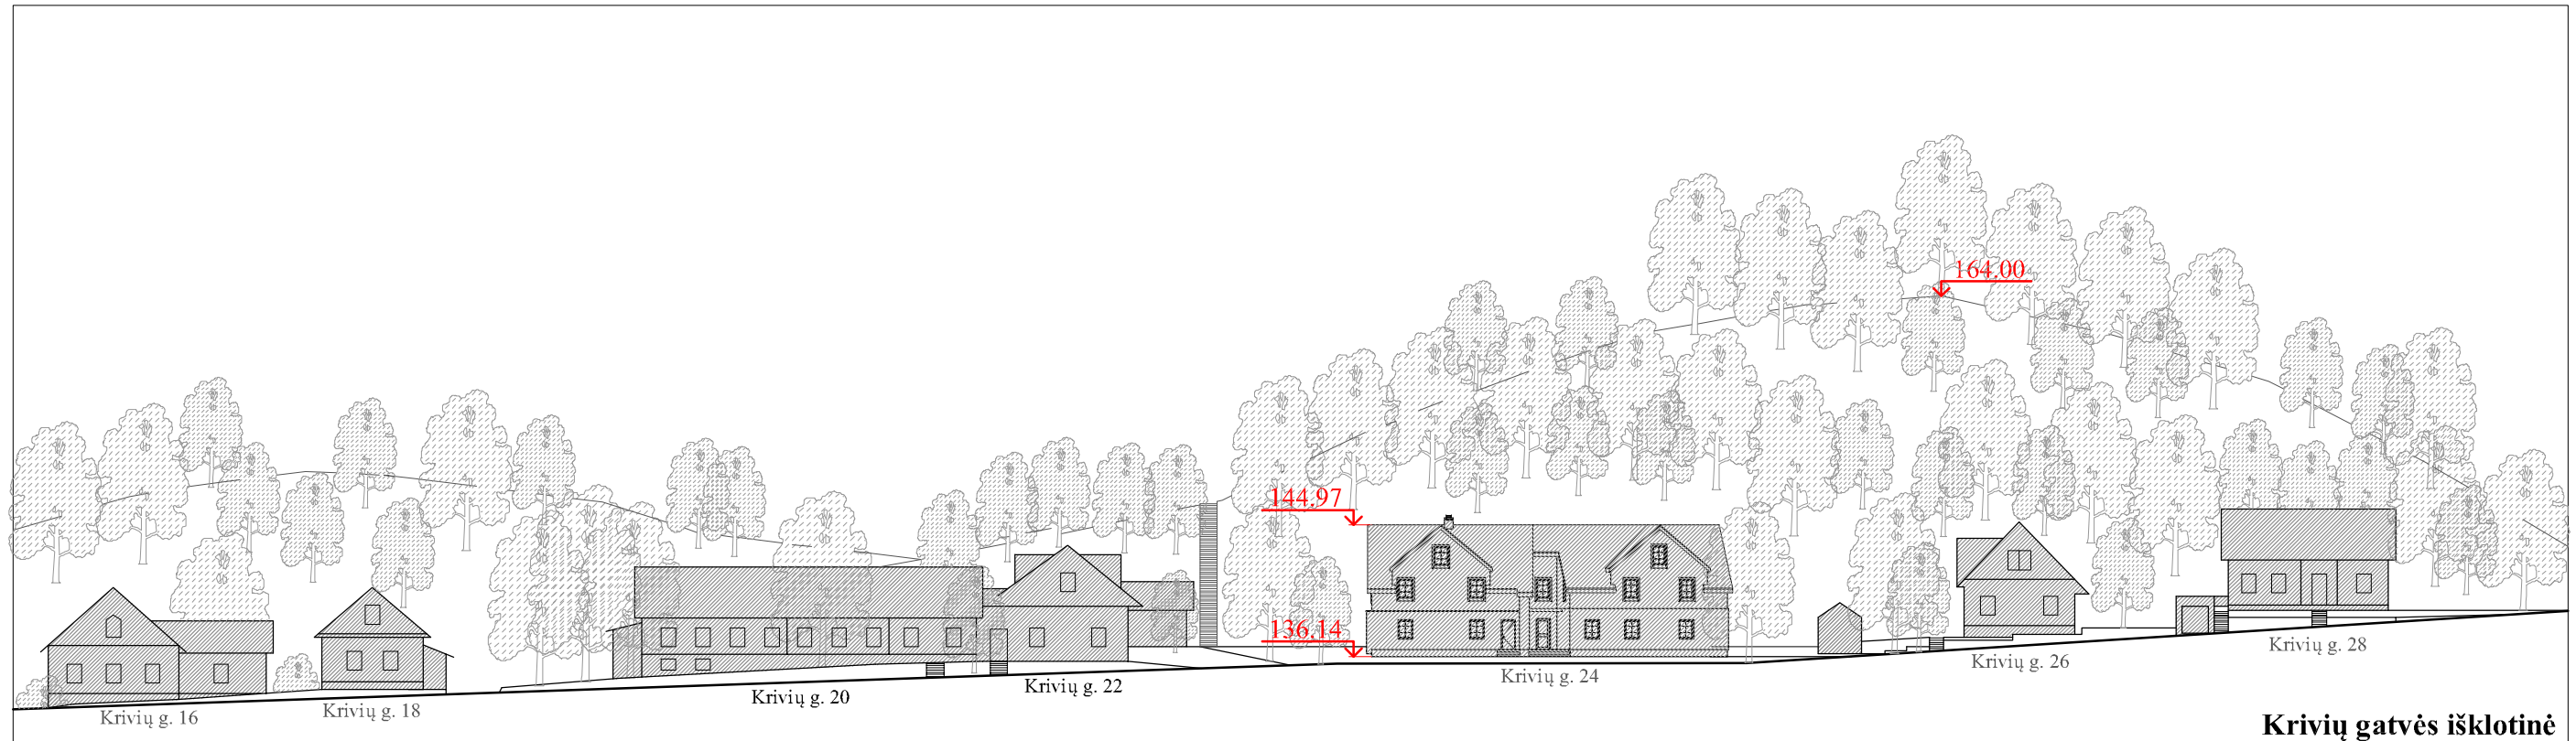 164.00
144.97
136.14
Krivių g. 16
Krivių g. 18
Krivių g. 20
Krivių g. 22
Krivių g. 24
Krivių g. 26
Krivių g. 28
Krivių gatvės išklotinė